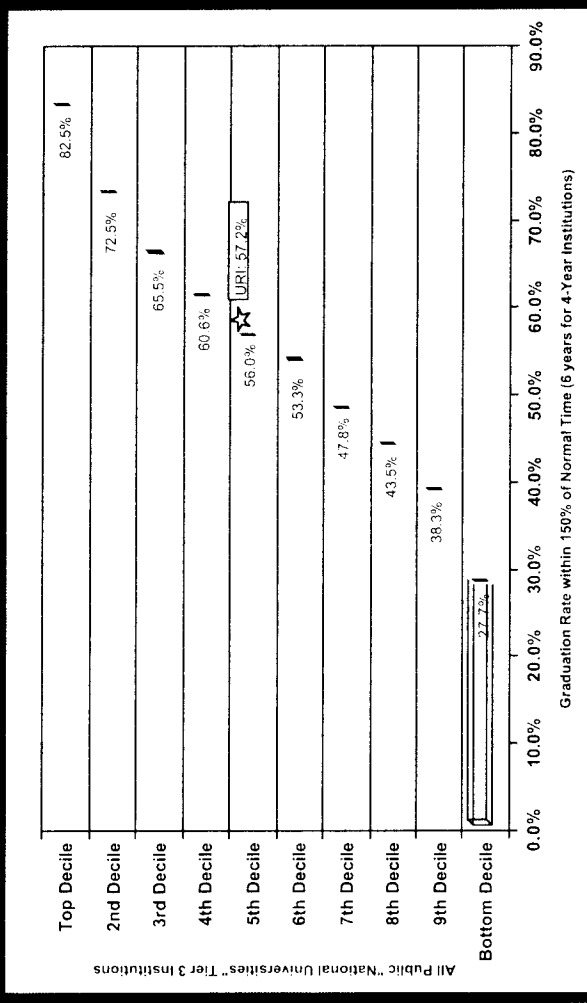 All Public "National Universities" Tier 3 Institutions
Top Decile
82.5%
2nd Decile
72.5%
3rd Decile
65.5%
4th Decile
60.6%
5th Decile
56.0%
URI: 57.2%
6th Decile
53.3%
7th Decile
47.8%
8th Decile
43.5%
9th Decile
38.3%
Bottom Decile
27.7%
0.0% 10.0% 20.0% 30.0% 40.0% 50.0% 60.0% 70.0% 80.0% 90.0%
Graduation Rate within 150% of Normal Time (6 years for 4-Year Institutions)